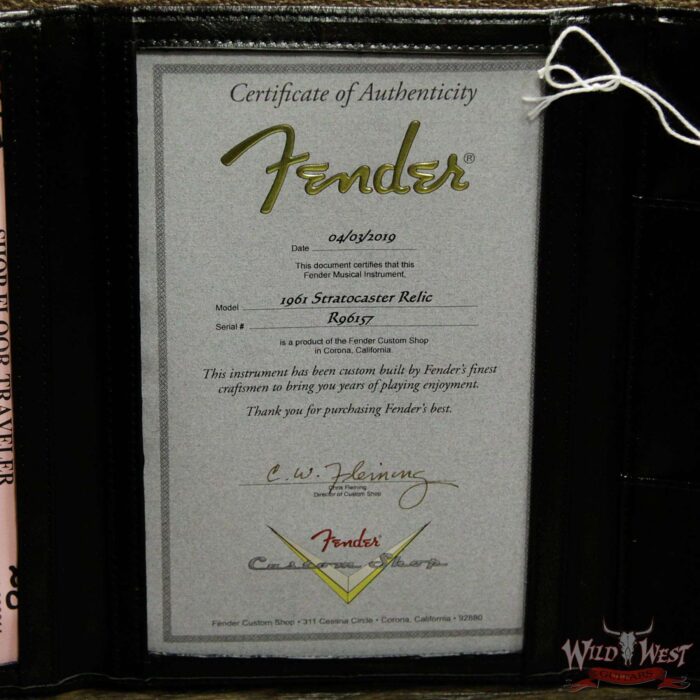 Certificate of Authenticity
Fender®
Date 04/03/2019
This document certifies that this
Fender Musical Instrument,
Model 1961 Stratocaster Relic
Serial # R96157
is a product of the Fender Custom Shop
in Corona, California.
This instrument has been custom built by Fender's finest
craftsmen to bring you years of playing enjoyment.
Thank you for purchasing Fender's best.
C. W. Fleming
Chris Fleming
Director of Custom Shop
Fender
Custom Shop
Fender Custom Shop • 311 Cessna Circle • Corona, California • 92880
SHOP FLOOR TRAVELER
WILD WEST
GUITARS